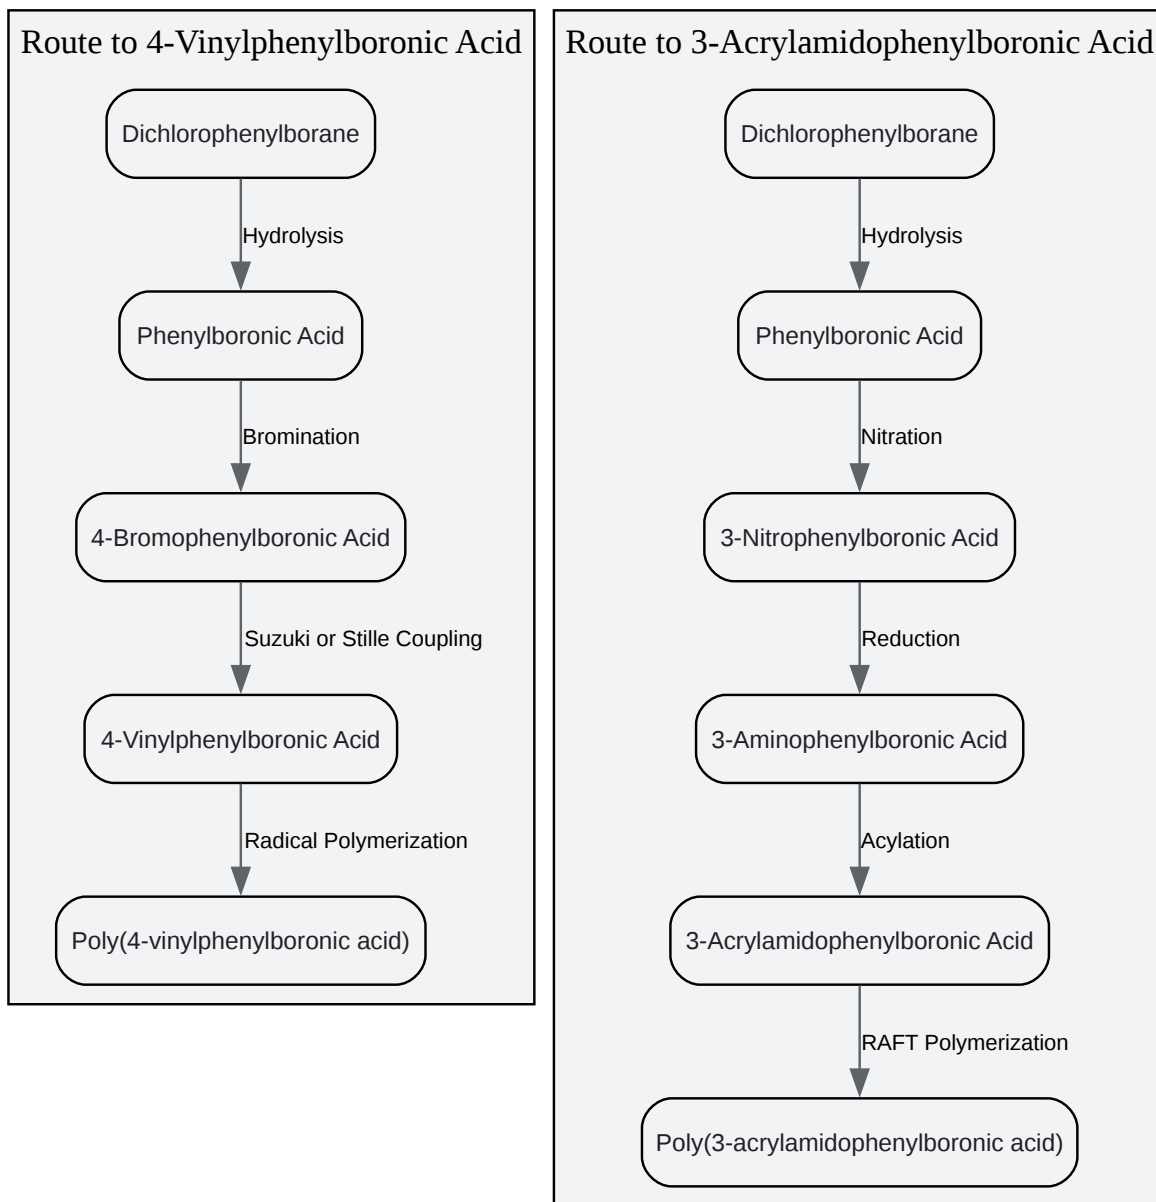 Route to 4-Vinylphenylboronic Acid
Dichlorophenylborane
Hydrolysis
Phenylboronic Acid
Bromination
4-Bromophenylboronic Acid
Suzuki or Stille Coupling
4-Vinylphenylboronic Acid
Radical Polymerization
Poly(4-vinylphenylboronic acid)
Route to 3-Acrylamidophenylboronic Acid
Dichlorophenylborane
Hydrolysis
Phenylboronic Acid
Nitration
3-Nitrophenylboronic Acid
Reduction
3-Aminophenylboronic Acid
Acylation
3-Acrylamidophenylboronic Acid
RAFT Polymerization
Poly(3-acrylamidophenylboronic acid)